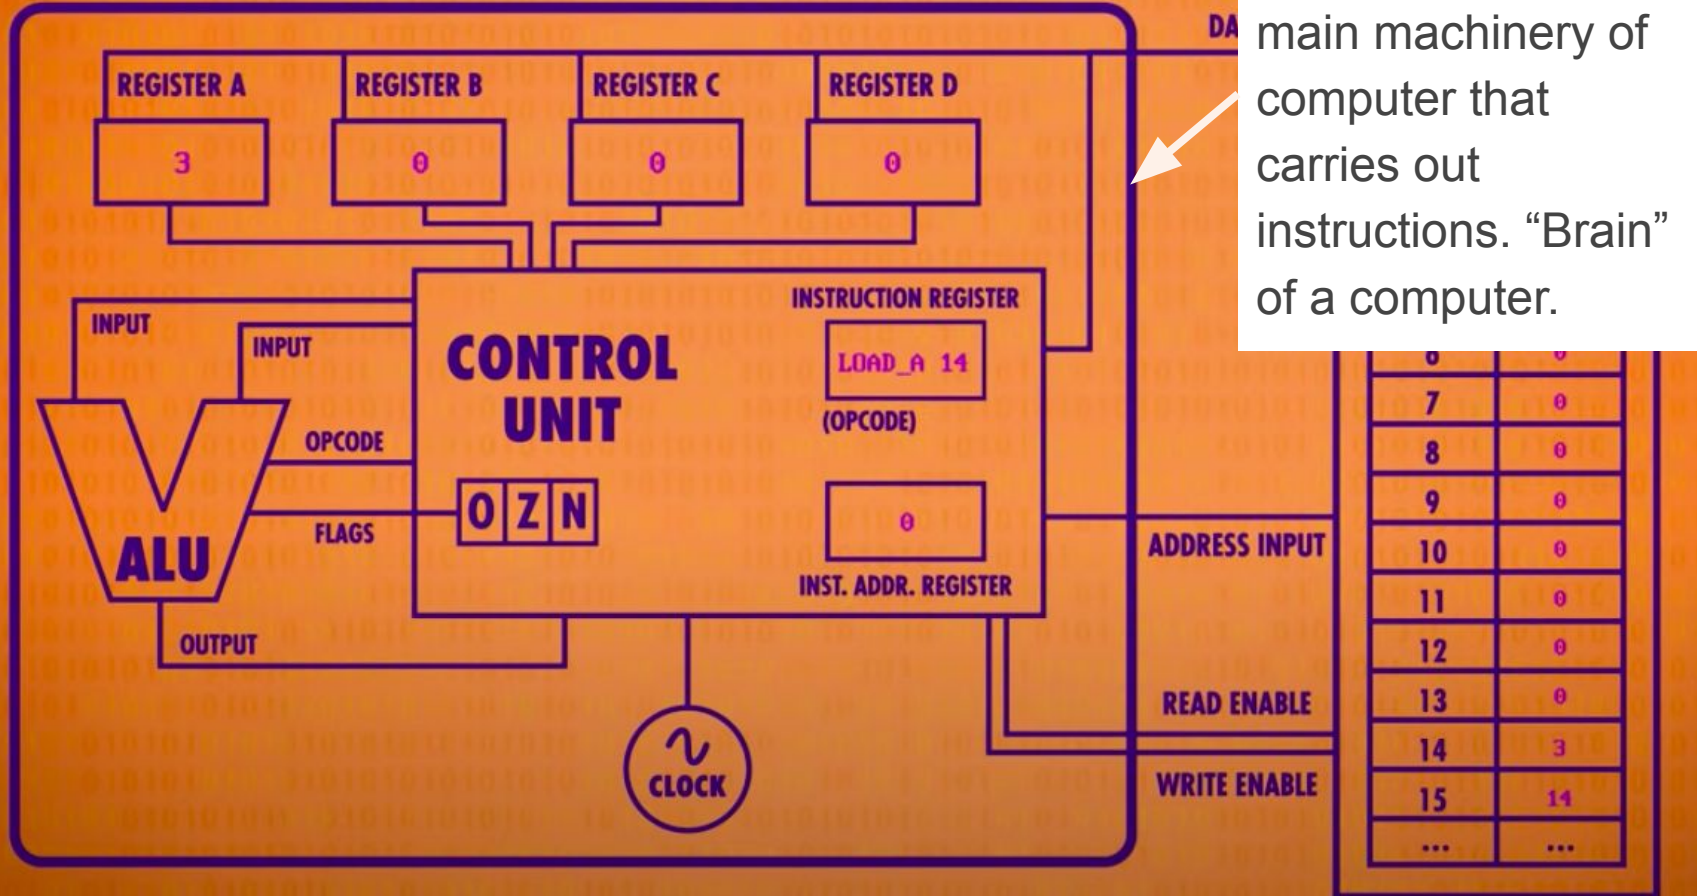 DA
main machinery of
computer that
carries out
instructions. “Brain”
of a computer.
REGISTER A
3
REGISTER B
0
REGISTER C
0
REGISTER D
0
INPUT
INPUT
CONTROL
UNIT
INSTRUCTION REGISTER
LOAD_A 14
(OPCODE)
OPCODE
FLAGS
O Z N
0
INST. ADDR. REGISTER
ALU
OUTPUT
CLOCK
ADDRESS INPUT
READ ENABLE
WRITE ENABLE
7 0
8 0
9 0
10 0
11 0
12 0
13 0
14 3
15 14
... ...